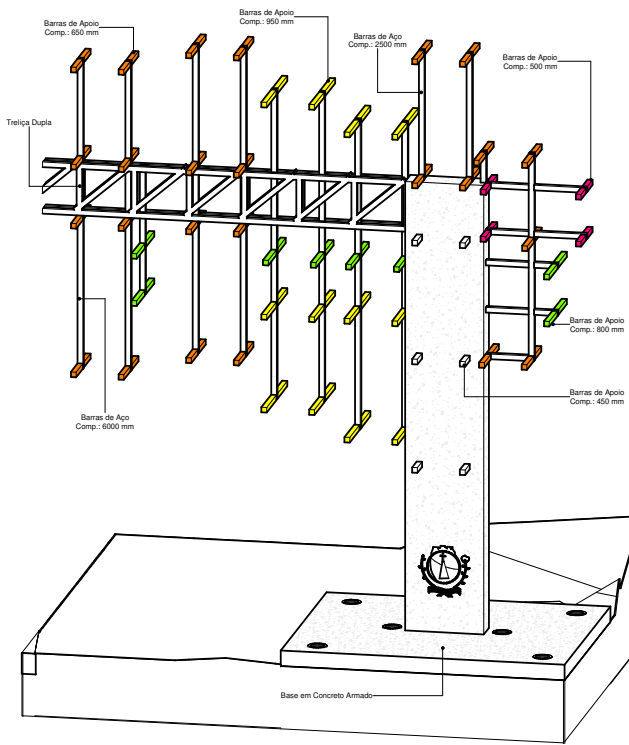 Barras de Apoio
Comp.: 650 mm
Barras de Apoio
Comp.: 950 mm
Barras de Aço
Comp.: 2500 mm
Barras de Apoio
Comp.: 500 mm
Treliça Dupla
Barras de Apoio
Comp.: 800 mm
Barras de Apoio
Comp.: 450 mm
Barras de Aço
Comp.: 6000 mm
Base em Concreto Armado